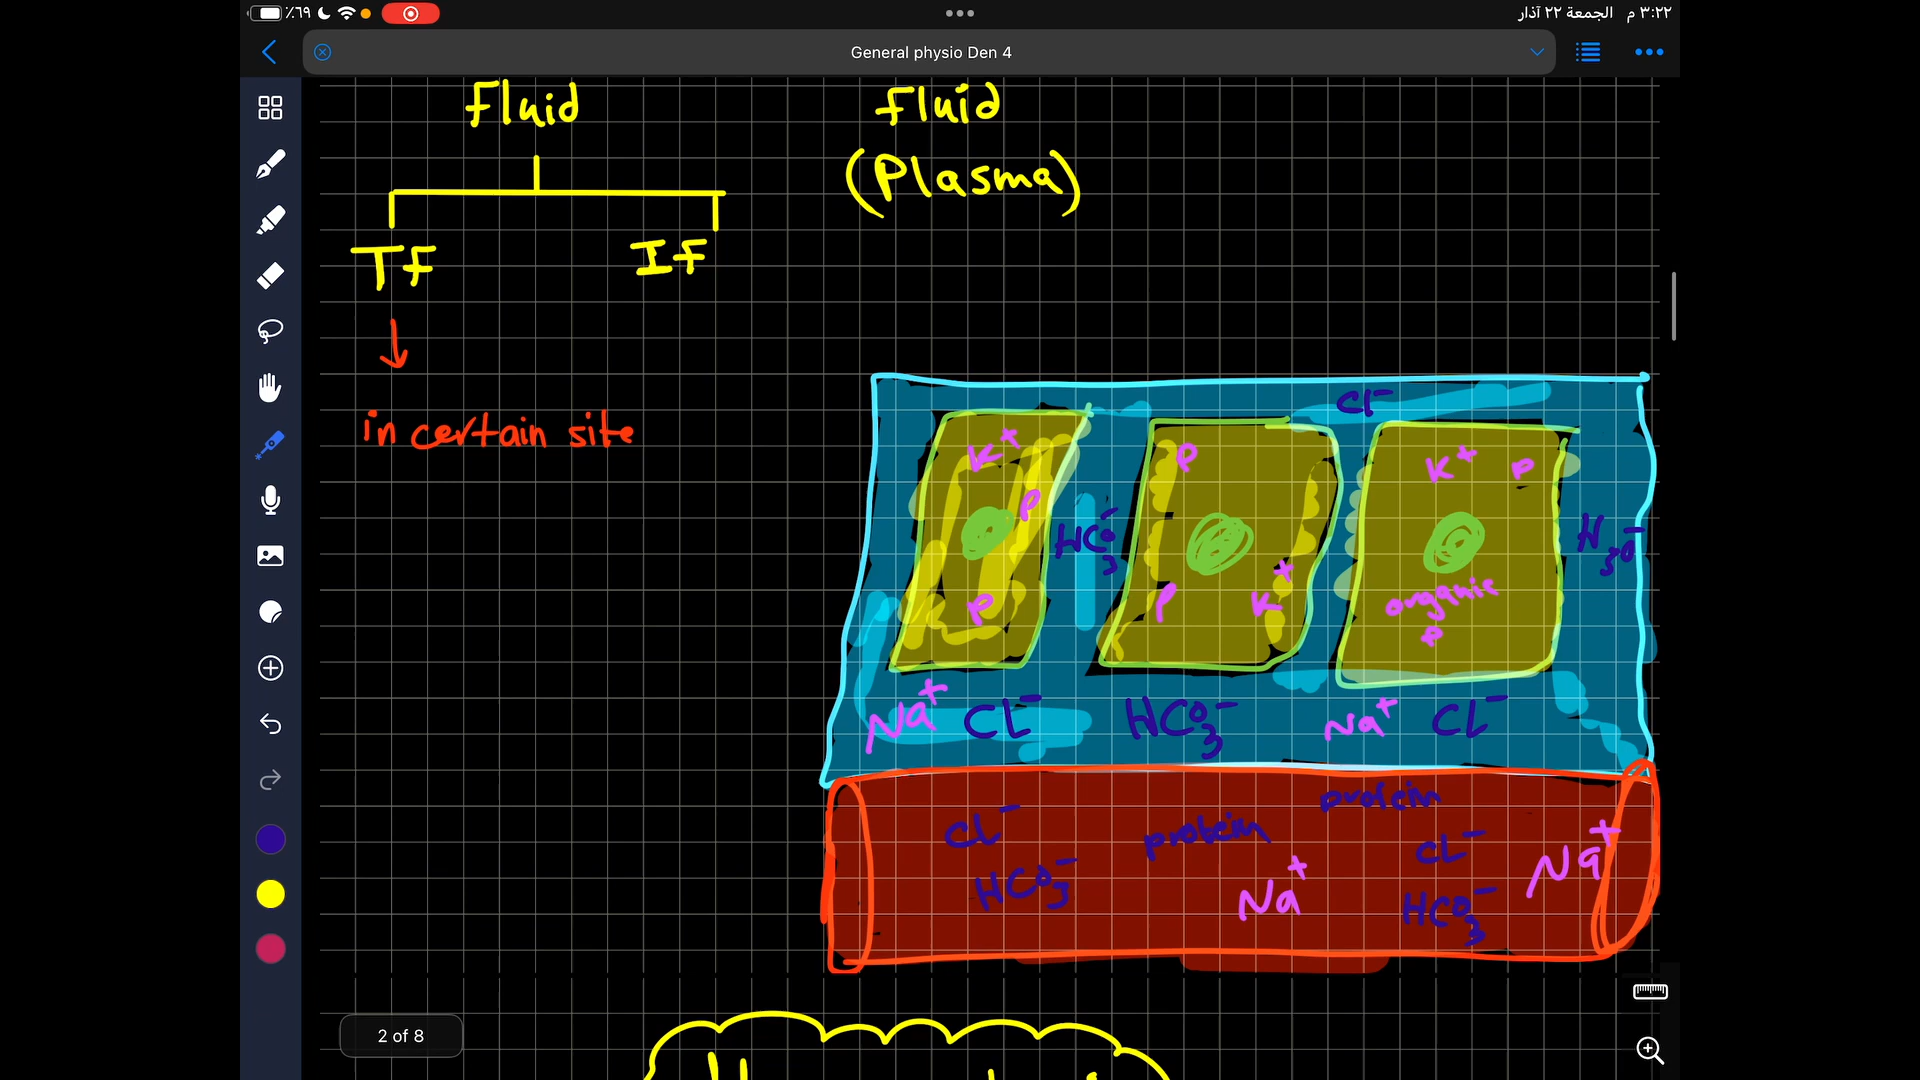 ٪٦٩
٣:٢٢ م الجمعة ٢٢ آذار
General physio Den 4
fluid
fluid
(Plasma)
TF
IF
in certain site
Cl⁻
K⁺
P
K⁺ P
P
HCO₃⁻
organic
P
P
P
K⁺
Na⁺ Cl⁻ HCO₃⁻ Na⁺ Cl⁻
protein
Cl⁻ protein Cl⁻ Na⁺
HCO₃⁻ Na⁺ HCO₃⁻
2 of 8